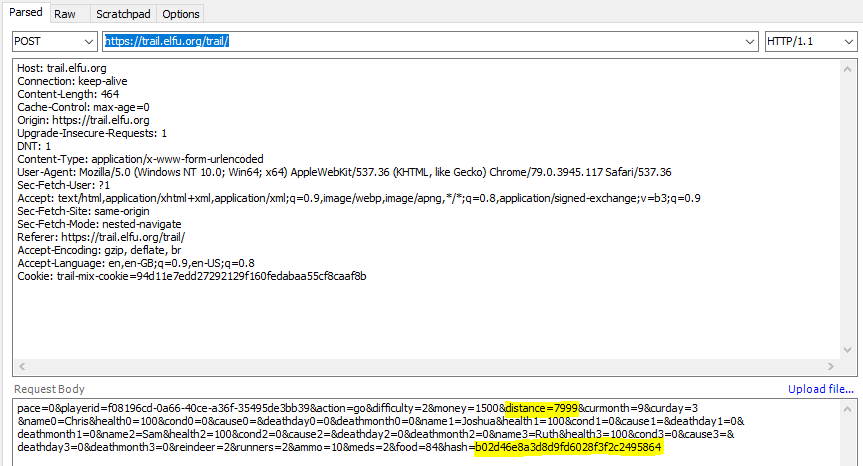 Parsed Raw Scratchpad Options
POST https://trail.elfu.org/trail/ HTTP/1.1
Host: trail.elfu.org
Connection: keep-alive
Content-Length: 464
Cache-Control: max-age=0
Origin: https://trail.elfu.org
Upgrade-Insecure-Requests: 1
DNT: 1
Content-Type: application/x-www-form-urlencoded
User-Agent: Mozilla/5.0 (Windows NT 10.0; Win64; x64) AppleWebKit/537.36 (KHTML, like Gecko) Chrome/79.0.3945.117 Safari/537.36
Sec-Fetch-User: ?1
Accept: text/html,application/xhtml+xml,application/xml;q=0.9,image/webp,image/apng,*/*;q=0.8,application/signed-exchange;v=b3;q=0.9
Sec-Fetch-Site: same-origin
Sec-Fetch-Mode: nested-navigate
Referer: https://trail.elfu.org/trail/
Accept-Encoding: gzip, deflate, br
Accept-Language: en,en-GB;q=0.9,en-US;q=0.8
Cookie: trail-mix-cookie=94d11e7edd27292129f160fedabaa55cf8caaf8b
Request Body Upload file...
pace=0&playerid=f08196cd-0a66-40ce-a36f-35495de3bb39&action=go&difficulty=2&money=1500&distance=7999&curmonth=9&curday=3
&name0=Chris&health0=100&cond0=0&cause0=&deathday0=0&deathmonth0=0&name1=Joshua&health1=100&cond1=0&cause1=&deathday1=0&
deathmonth1=0&name2=Sam&health2=100&cond2=0&cause2=&deathday2=0&deathmonth2=0&name3=Ruth&health3=100&cond3=0&cause3=&
deathday3=0&deathmonth3=0&reindeer=2&runners=2&ammo=10&meds=2&food=84&hash=b02d46e8a3d8d9fd6028f3f2c2495864